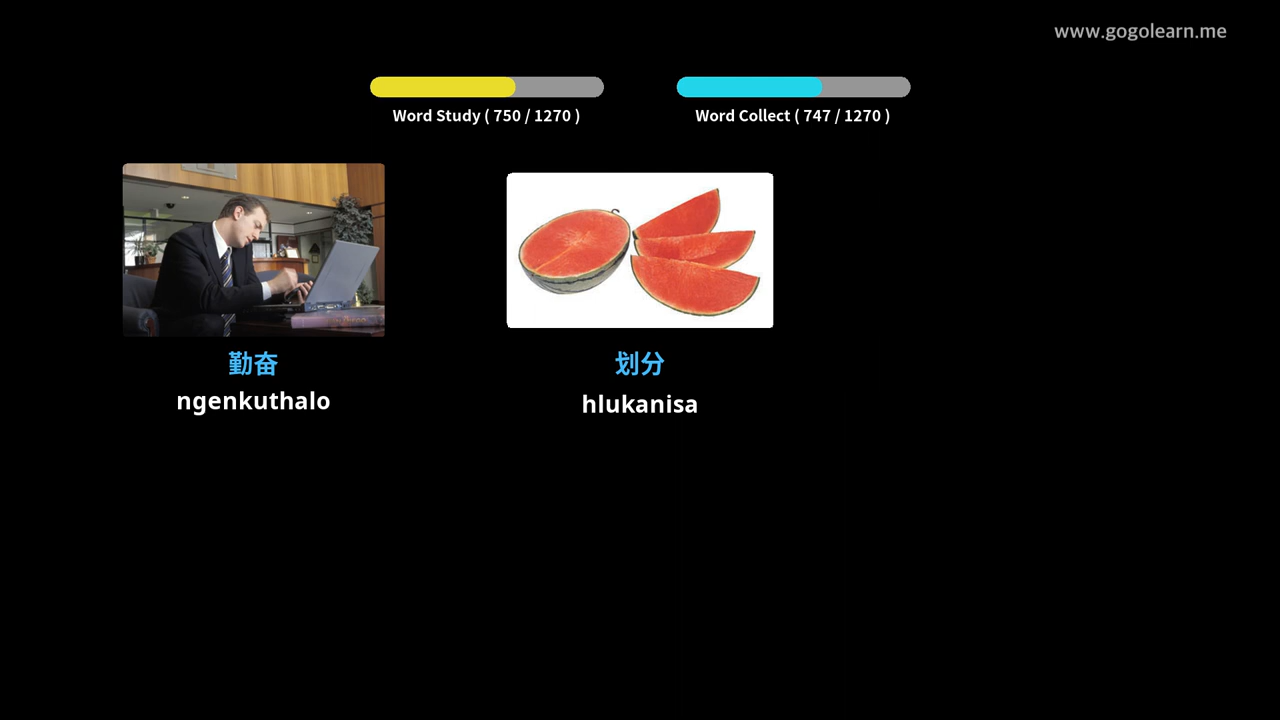 www.gogolearn.me
Word Study ( 750 / 1270 )
Word Collect ( 747 / 1270 )
勤奋
ngenkuthalo
划分
hlukanisa